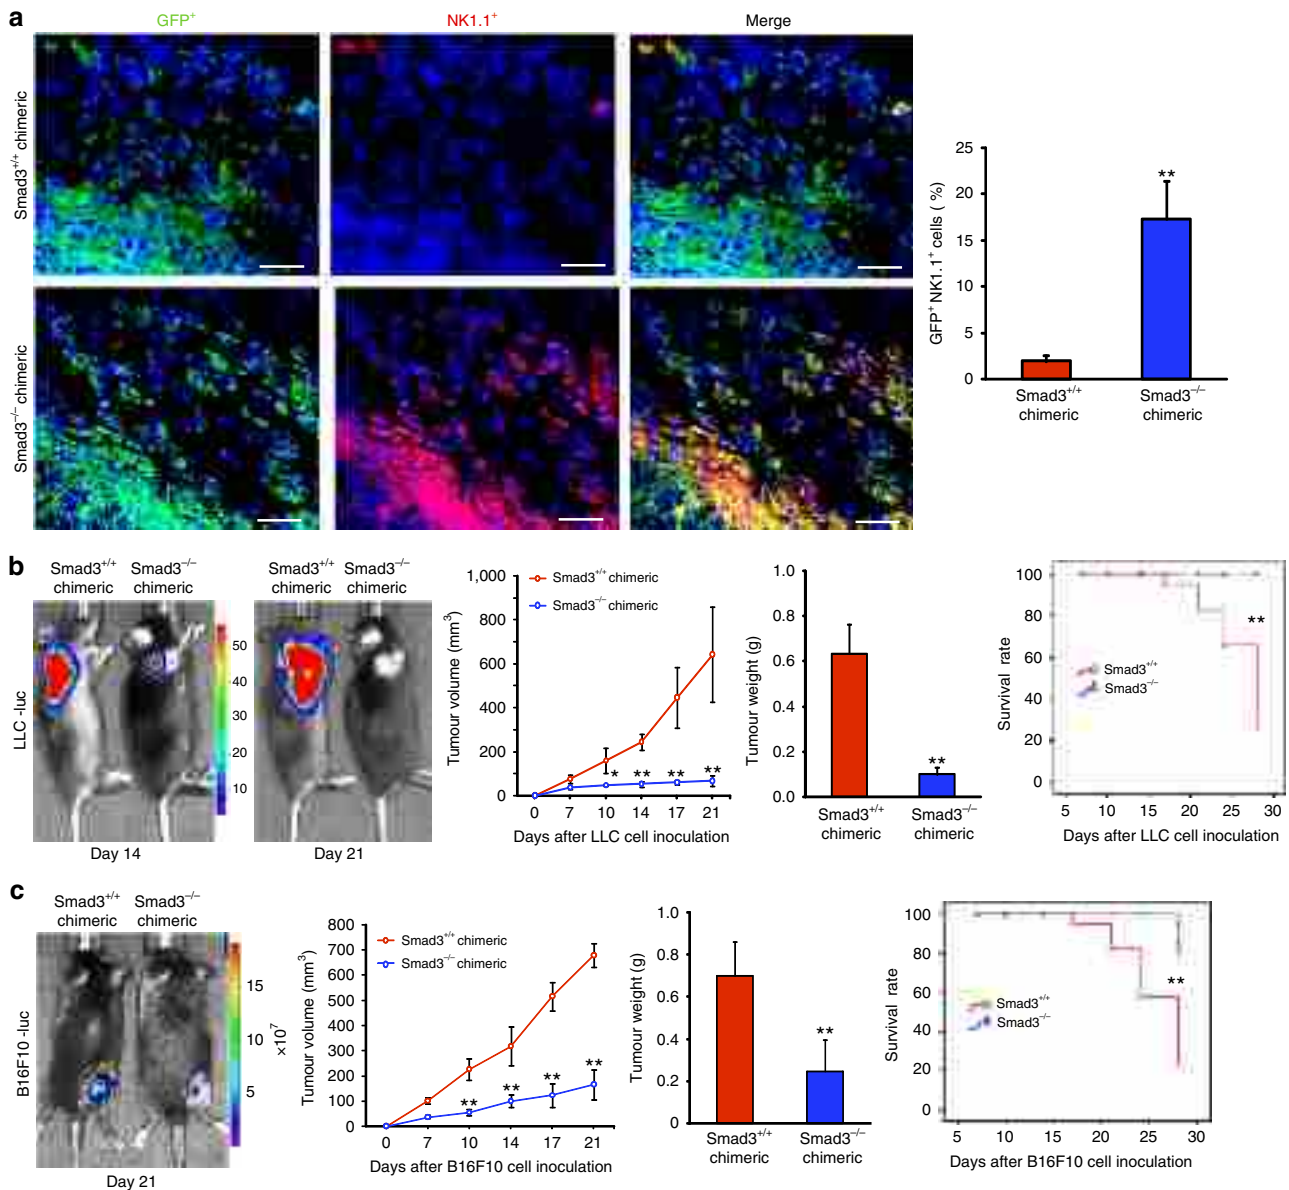 a
GFP⁺
NK1.1⁺
Merge
Smad3⁺/⁺ chimeric
Smad3⁻/⁻ chimeric
GFP⁺ NK1.1⁺ cells (%)
25
20
15
10
5
0
**
Smad3⁺/⁺
chimeric
Smad3⁻/⁻
chimeric
b
Smad3⁺/⁺
chimeric
Smad3⁻/⁻
chimeric
Smad3⁺/⁺
chimeric
Smad3⁻/⁻
chimeric
LLC -luc
50
40
30
20
10
Day 14
Day 21
Tumour volume (mm³)
1,000
800
600
400
200
0
Smad3⁺/⁺ chimeric
Smad3⁻/⁻ chimeric
* ** ** **
0 7 10 14 17 21
Days after LLC cell inoculation
Tumour weight (g)
1.0
0.8
0.6
0.4
0.2
0.0
**
Smad3⁺/⁺
chimeric
Smad3⁻/⁻
chimeric
Survival rate
100
80
60
40
20
0
**
Smad3⁺/⁺
Smad3⁻/⁻
5 10 15 20 25 30
Days after LLC cell inoculation
c
Smad3⁺/⁺
chimeric
Smad3⁻/⁻
chimeric
B16F10 -luc
15
10
5
×10⁷
Day 21
Tumour volume (mm³)
800
700
600
500
400
300
200
100
0
Smad3⁺/⁺ chimeric
Smad3⁻/⁻ chimeric
** ** ** **
0 7 10 14 17 21
Days after B16F10 cell inoculation
Tumour weight (g)
1.0
0.8
0.6
0.4
0.2
0
**
Smad3⁺/⁺
chimeric
Smad3⁻/⁻
chimeric
Survival rate
100
80
60
40
20
0
**
Smad3⁺/⁺
Smad3⁻/⁻
5 10 15 20 25 30
Days after B16F10 cell inoculation